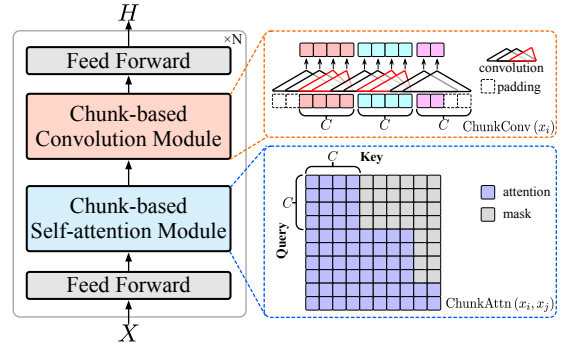 H
×N
Feed Forward
Chunk-based
Convolution Module
Chunk-based
Self-attention Module
Feed Forward
X
convolution
padding
C
C
C
ChunkConv (x_i)
C
Key
C
Query
attention
mask
ChunkAttn (x_i, x_j)